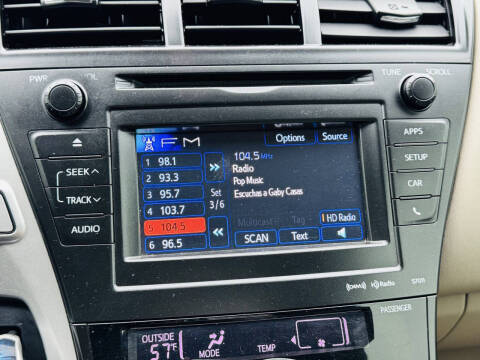 PWR VOL
TUNE SCROLL
FM
Options
Source
1 98.1
2 93.3
3 95.7
4 103.7
5 104.5
6 96.5
Set
3/6
104.5 MHz
Radio
Pop Music
Escuchas a Gaby Casas
Multicast
Tag
HD Radio
SCAN
Text
SEEK
TRACK
AUDIO
APPS
SETUP
CAR
HD Radio
57011
PASSENGER
OUTSIDE
57°F
MODE
TEMP